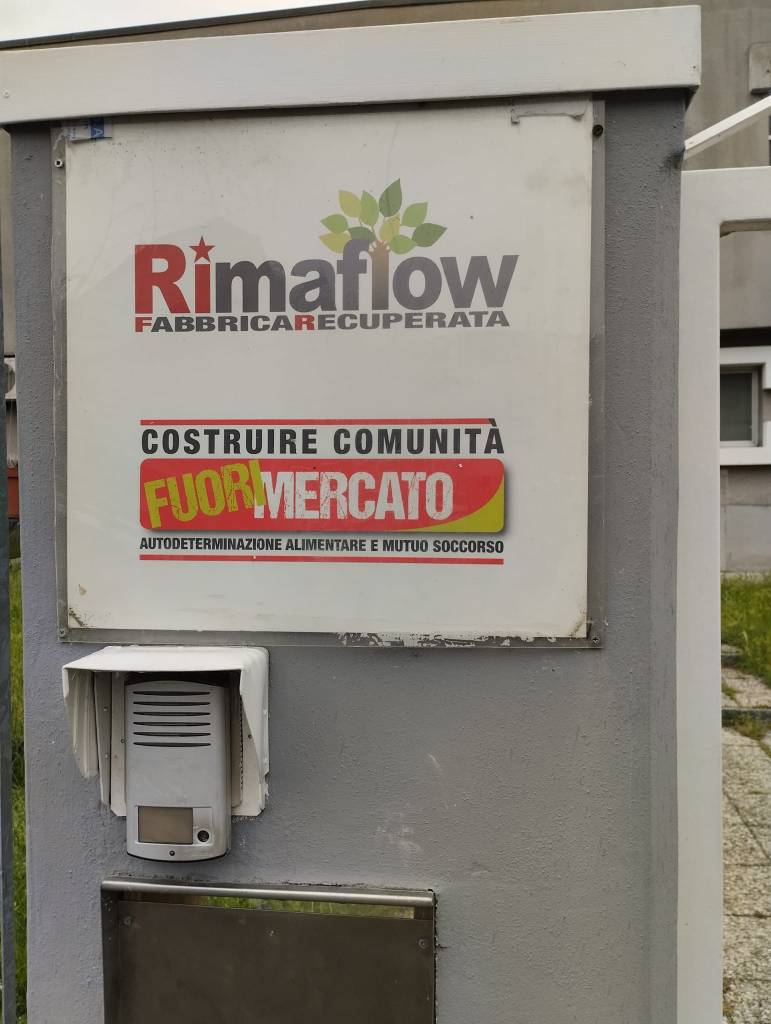 Rimaflow
FABBRICARECUPERATA
COSTRUIRE COMUNITÀ
FUORIMERCATO
AUTODETERMINAZIONE ALIMENTARE E MUTUO SOCCORSO